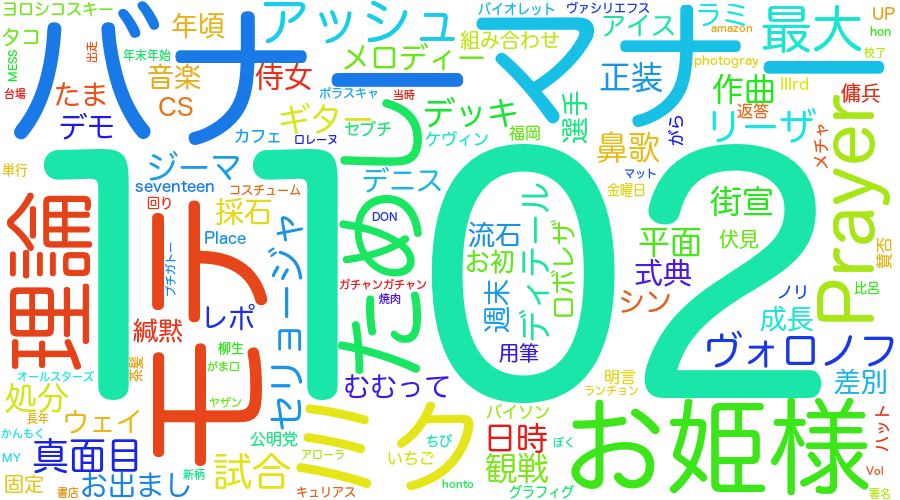 ヨロシコスキー
年頃
アッシュ
バイオレット
ヴァシリエフス
アイス
ラミ
UP
タコ
MESS
出走
年末年始
音楽
侍女
メロディー
組み合わせ
amazon
最大
hon
校了
バナー
マナー
台場
たま
CS
ポラスキャ
当時
デッキ
選手
正装
photogray
作曲
IIIrd
傭兵
デモ
カフェ
ギター
セブチ
ロレーヌ
ケヴィン
福岡
がら
リーザ
返答
メチャ
単行
ジーマ
鼻歌
マット
金曜日
seventeen
コスチューム
デニス
街宣
Prayer
1102
理論
モテ
回り
採石
Place
DON
ためし
流石
お初
ディテール
ロボレザ
平面
伏見
賛否
プチガトー
セリョージャ
ガチャンガチャン
焼肉
週末
式典
ノリ
比呂
緘黙
レポ
シン
成長
柳生
用筆
ヴォロノフ
オールスターズ
茶髪
がま口
むむって
明言
ランチョン
差別
処分
長年
ウェイ
ヤザン
ミク
バイソン
お姫様
ハット
かんもく
公明党
アローラ
ちび
日時
ぼく
MY
真面目
試合
いちご
観戦
固定
書店
お出まし
新柄
キュリアス
honto
グラフィグ
Vol
署名